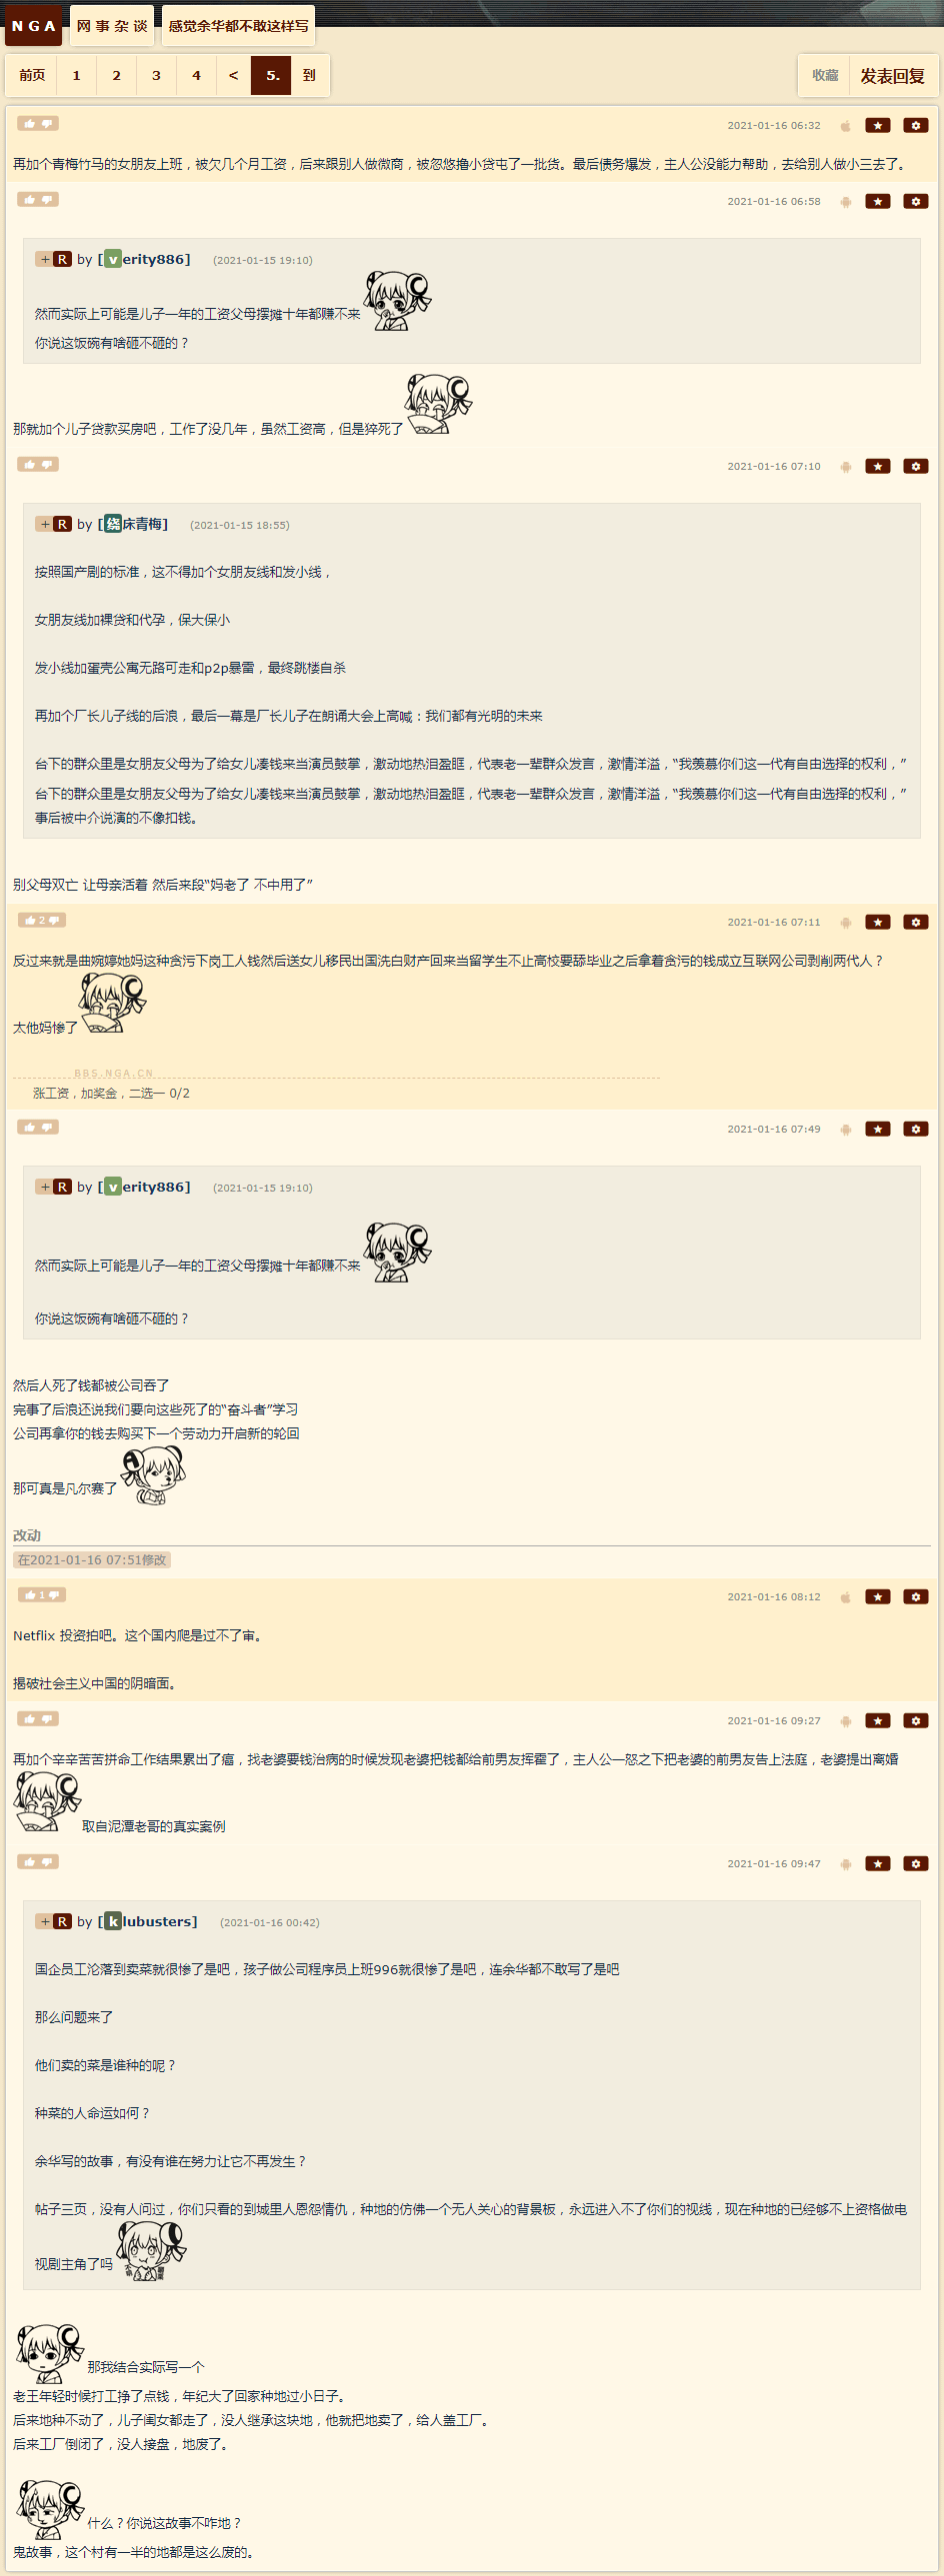 NGA 网事杂谈 感觉余华都不敢这样写
前页 1 2 3 4 < 5. 到 收藏 发表回复
2021-01-16 06:32
再加个青梅竹马的女朋友上班，被欠几个月工资，后来跟别人做微商，被忽悠撸小贷屯了一批货。最后债务爆发，主人公没能力帮助，去给别人做小三去了。
2021-01-16 06:58
+ R by [verity886] (2021-01-15 19:10)
然而实际上可能是儿子一年的工资父母摆摊十年都赚不来
你说这饭碗有啥砸不砸的？
那就加个儿子贷款买房吧，工作了没几年，虽然工资高，但是猝死了
2021-01-16 07:10
+ R by [绕床青梅] (2021-01-15 18:55)
按照国产剧的标准，这不得加个女朋友线和发小线，
女朋友线加裸贷和代孕，保大保小
发小线加蛋壳公寓无路可走和p2p暴雷，最终跳楼自杀
再加个厂长儿子线的后浪，最后一幕是厂长儿子在朗诵大会上高喊：我们都有光明的未来
台下的群众里是女朋友父母为了给女儿凑钱来当演员鼓掌，激动地热泪盈眶，代表老一辈群众发言，激情洋溢，“我羡慕你们这一代有自由选择的权利，”
台下的群众里是女朋友父母为了给女儿凑钱来当演员鼓掌，激动地热泪盈眶，代表老一辈群众发言，激情洋溢，“我羡慕你们这一代有自由选择的权利，”
事后被中介说演的不像扣钱。
别父母双亡 让母亲活着 然后来段“妈老了 不中用了”
2 2021-01-16 07:11
反过来就是曲婉婷她妈这种贪污下岗工人钱然后送女儿移民出国洗白财产回来当留学生不止高校要舔毕业之后拿着贪污的钱成立互联网公司剥削两代人？
太他妈惨了
BBS.NGA.CN
涨工资，加奖金，二选一 0/2
2021-01-16 07:49
+ R by [verity886] (2021-01-15 19:10)
然而实际上可能是儿子一年的工资父母摆摊十年都赚不来
你说这饭碗有啥砸不砸的？
然后人死了钱都被公司吞了
完事了后浪还说我们要向这些死了的“奋斗者”学习
公司再拿你的钱去购买下一个劳动力开启新的轮回
那可真是凡尔赛了
改动
在2021-01-16 07:51修改
1 2021-01-16 08:12
Netflix 投资拍吧。这个国内爬是过不了审。
揭破社会主义中国的阴暗面。
2021-01-16 09:27
再加个辛辛苦苦拼命工作结果累出了癌，找老婆要钱治病的时候发现老婆把钱都给前男友挥霍了，主人公一怒之下把老婆的前男友告上法庭，老婆提出离婚
取自泥潭老哥的真实案例
2021-01-16 09:47
+ R by [klubusters] (2021-01-16 00:42)
国企员工沦落到卖菜就很惨了是吧，孩子做公司程序员上班996就很惨了是吧，连余华都不敢写了是吧
那么问题来了
他们卖的菜是谁种的呢？
种菜的人命运如何？
余华写的故事，有没有谁在努力让它不再发生？
帖子三页，没有人问过，你们只看的到城里人恩怨情仇，种地的仿佛一个无人关心的背景板，永远进入不了你们的视线，现在种地的已经够不上资格做电
视剧主角了吗
那我结合实际写一个
老王年轻时候打工挣了点钱，年纪大了回家种地过小日子。
后来地种不动了，儿子闺女都走了，没人继承这块地，他就把地卖了，给人盖工厂。
后来工厂倒闭了，没人接盘，地废了。
什么？你说这故事不咋地？
鬼故事，这个村有一半的地都是这么废的。